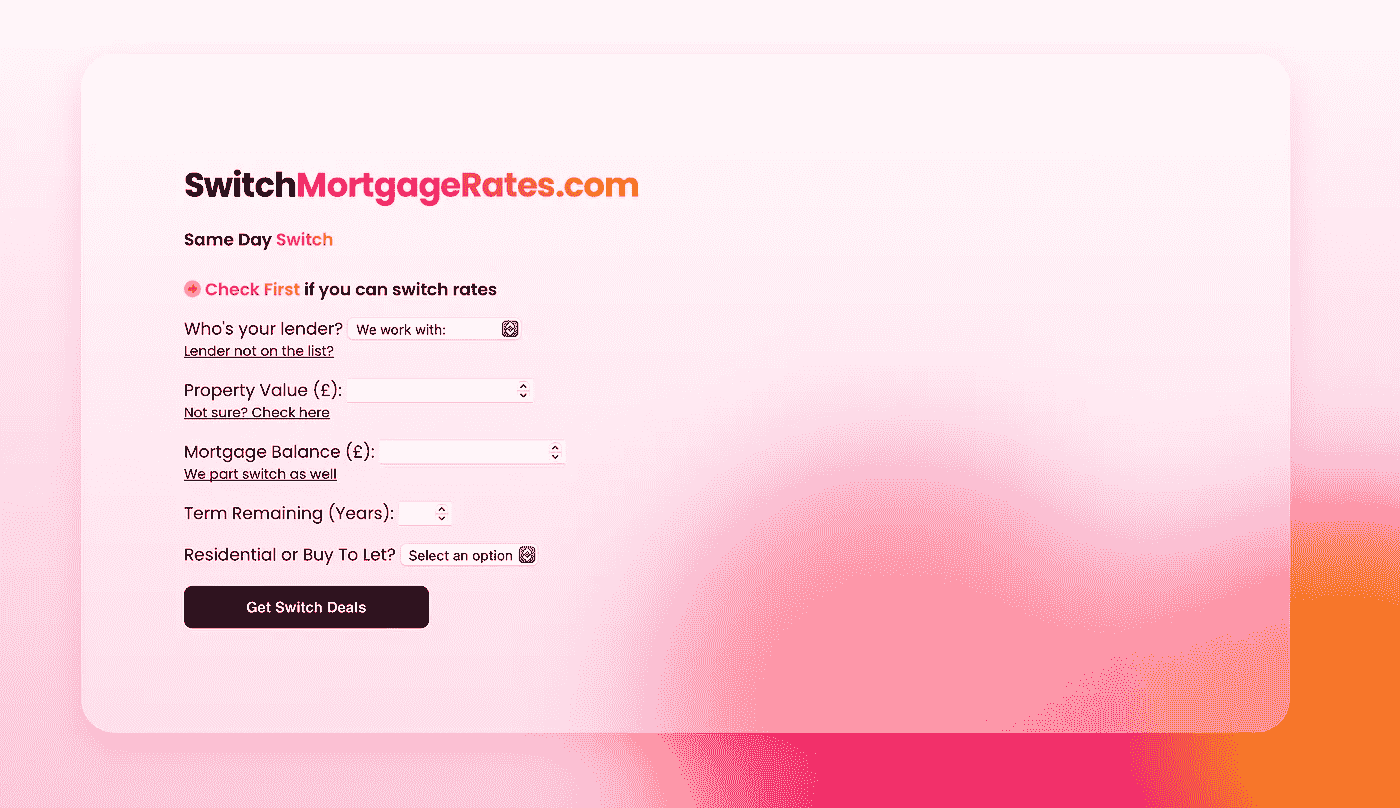 SwitchMortgageRates.com
Same Day Switch
Check First if you can switch rates
Who's your lender? We work with:
Lender not on the list?
Property Value (£):
Not sure? Check here
Mortgage Balance (£):
We part switch as well
Term Remaining (Years):
Residential or Buy To Let? Select an option
Get Switch Deals